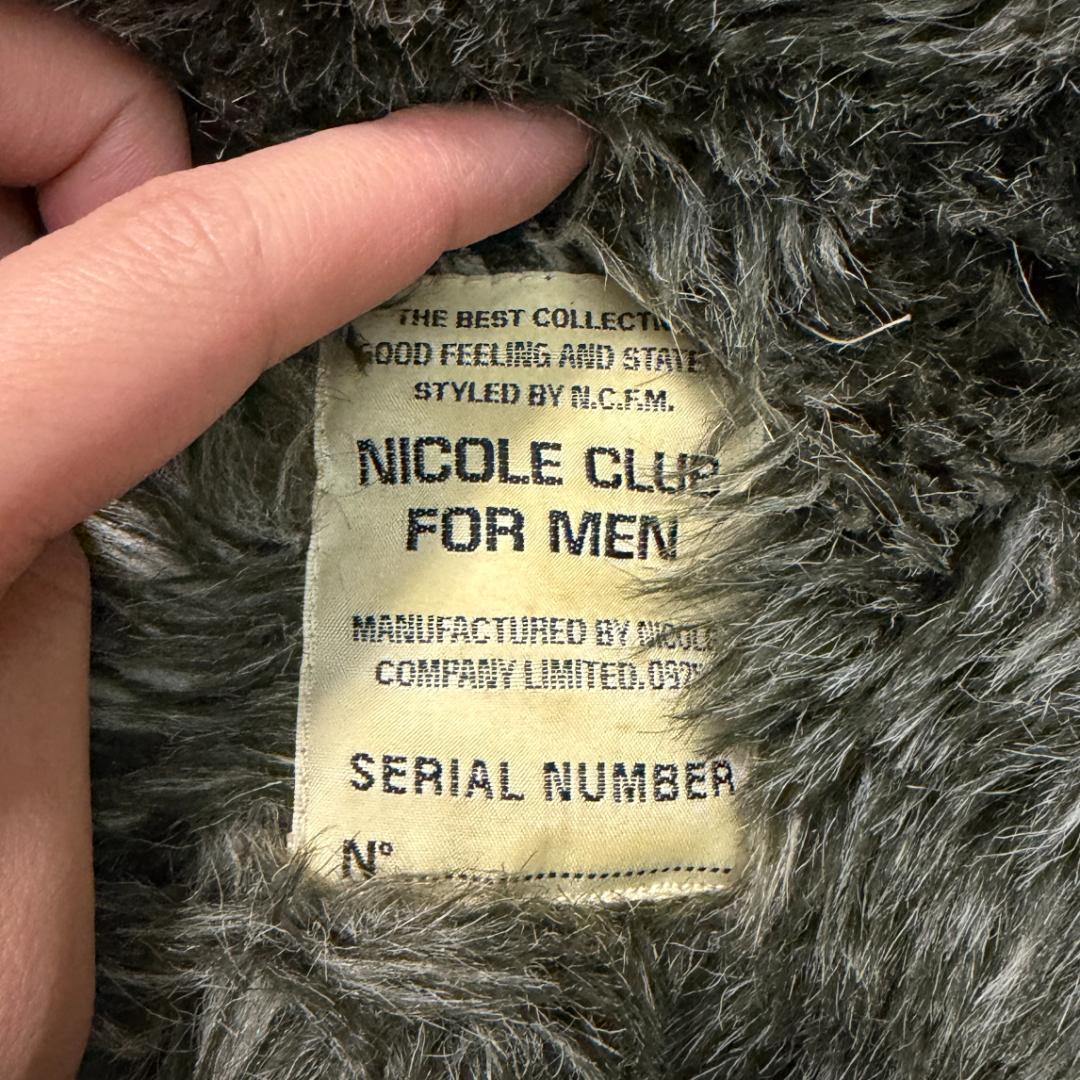 THE BEST COLLECTI
GOOD FEELING AND STATE
STYLED BY N.C.F.M.
NICOLE CLUB
FOR MEN
MANUFACTURED BY NICOLE
COMPANY LIMITED.
SERIAL NUMBER
N°